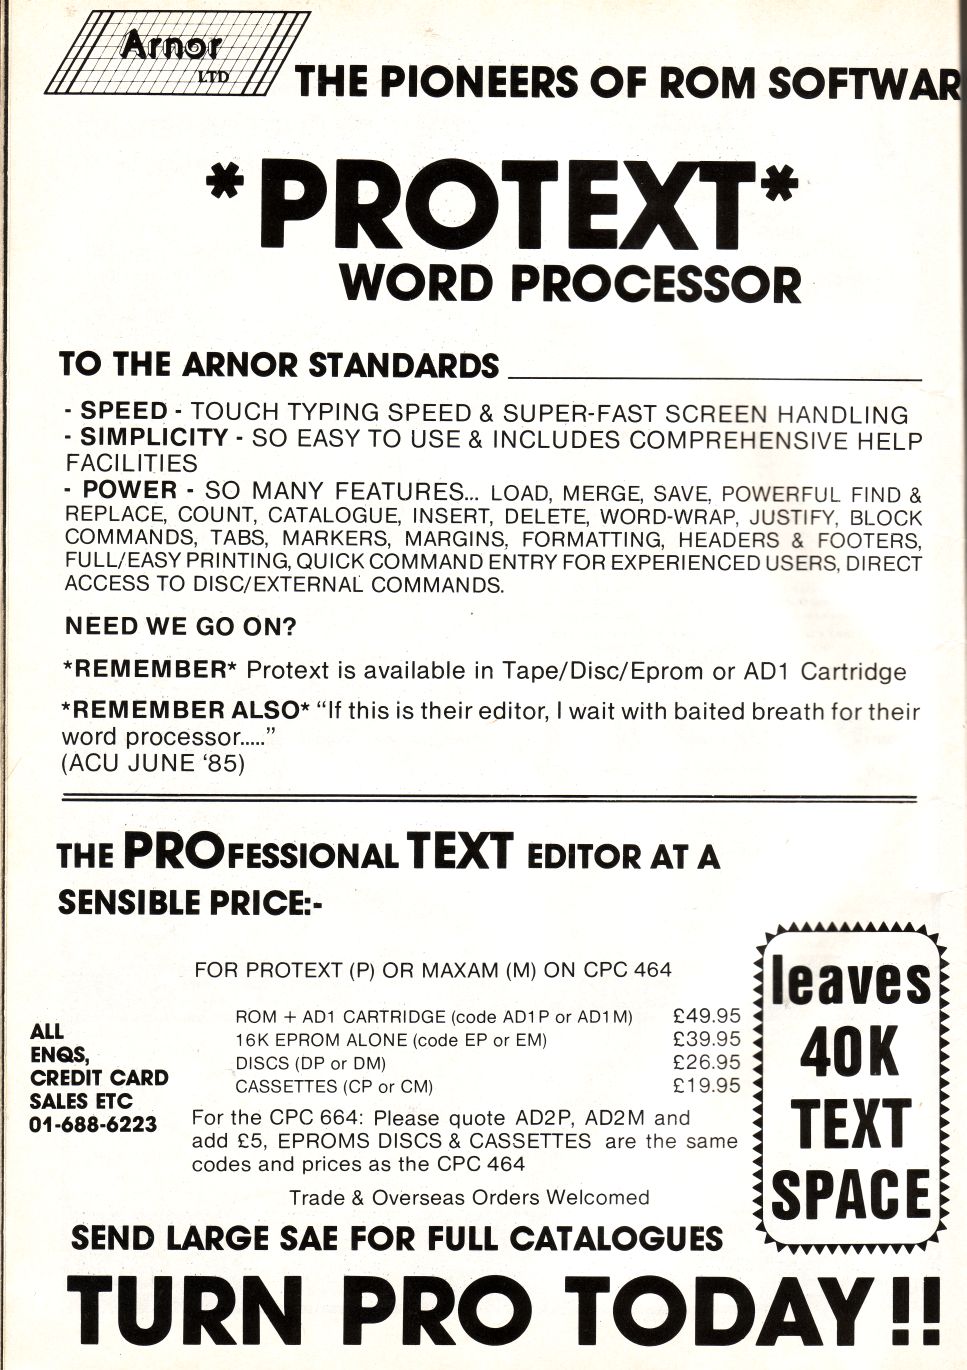 Arnor
LTD
THE PIONEERS OF ROM SOFTWAR
*PROTEXT*
WORD PROCESSOR
TO THE ARNOR STANDARDS
- SPEED - TOUCH TYPING SPEED & SUPER-FAST SCREEN HANDLING
- SIMPLICITY - SO EASY TO USE & INCLUDES COMPREHENSIVE HELP
FACILITIES
- POWER - SO MANY FEATURES... LOAD, MERGE, SAVE, POWERFUL FIND &
REPLACE, COUNT, CATALOGUE, INSERT, DELETE, WORD-WRAP, JUSTIFY, BLOCK
COMMANDS, TABS, MARKERS, MARGINS, FORMATTING, HEADERS & FOOTERS,
FULL/EASY PRINTING, QUICK COMMAND ENTRY FOR EXPERIENCED USERS, DIRECT
ACCESS TO DISC/EXTERNAL COMMANDS.
NEED WE GO ON?
*REMEMBER* Protext is available in Tape/Disc/Eprom or AD1 Cartridge
*REMEMBER ALSO* “If this is their editor, I wait with baited breath for their
word processor.....”
(ACU JUNE ‘85)
THE PROFESSIONAL TEXT EDITOR AT A
SENSIBLE PRICE:-
FOR PROTEXT (P) OR MAXAM (M) ON CPC 464
ROM + AD1 CARTRIDGE (code AD1P or AD1M) £49.95
16K EPROM ALONE (code EP or EM) £39.95
DISCS (DP or DM) £26.95
CASSETTES (CP or CM) £19.95
For the CPC 664: Please quote AD2P, AD2M and
add £5, EPROMS DISCS & CASSETTES are the same
codes and prices as the CPC 464
Trade & Overseas Orders Welcomed
ALL
ENQS,
CREDIT CARD
SALES ETC
01-688-6223
leaves
40K
TEXT
SPACE
SEND LARGE SAE FOR FULL CATALOGUES
TURN PRO TODAY!!